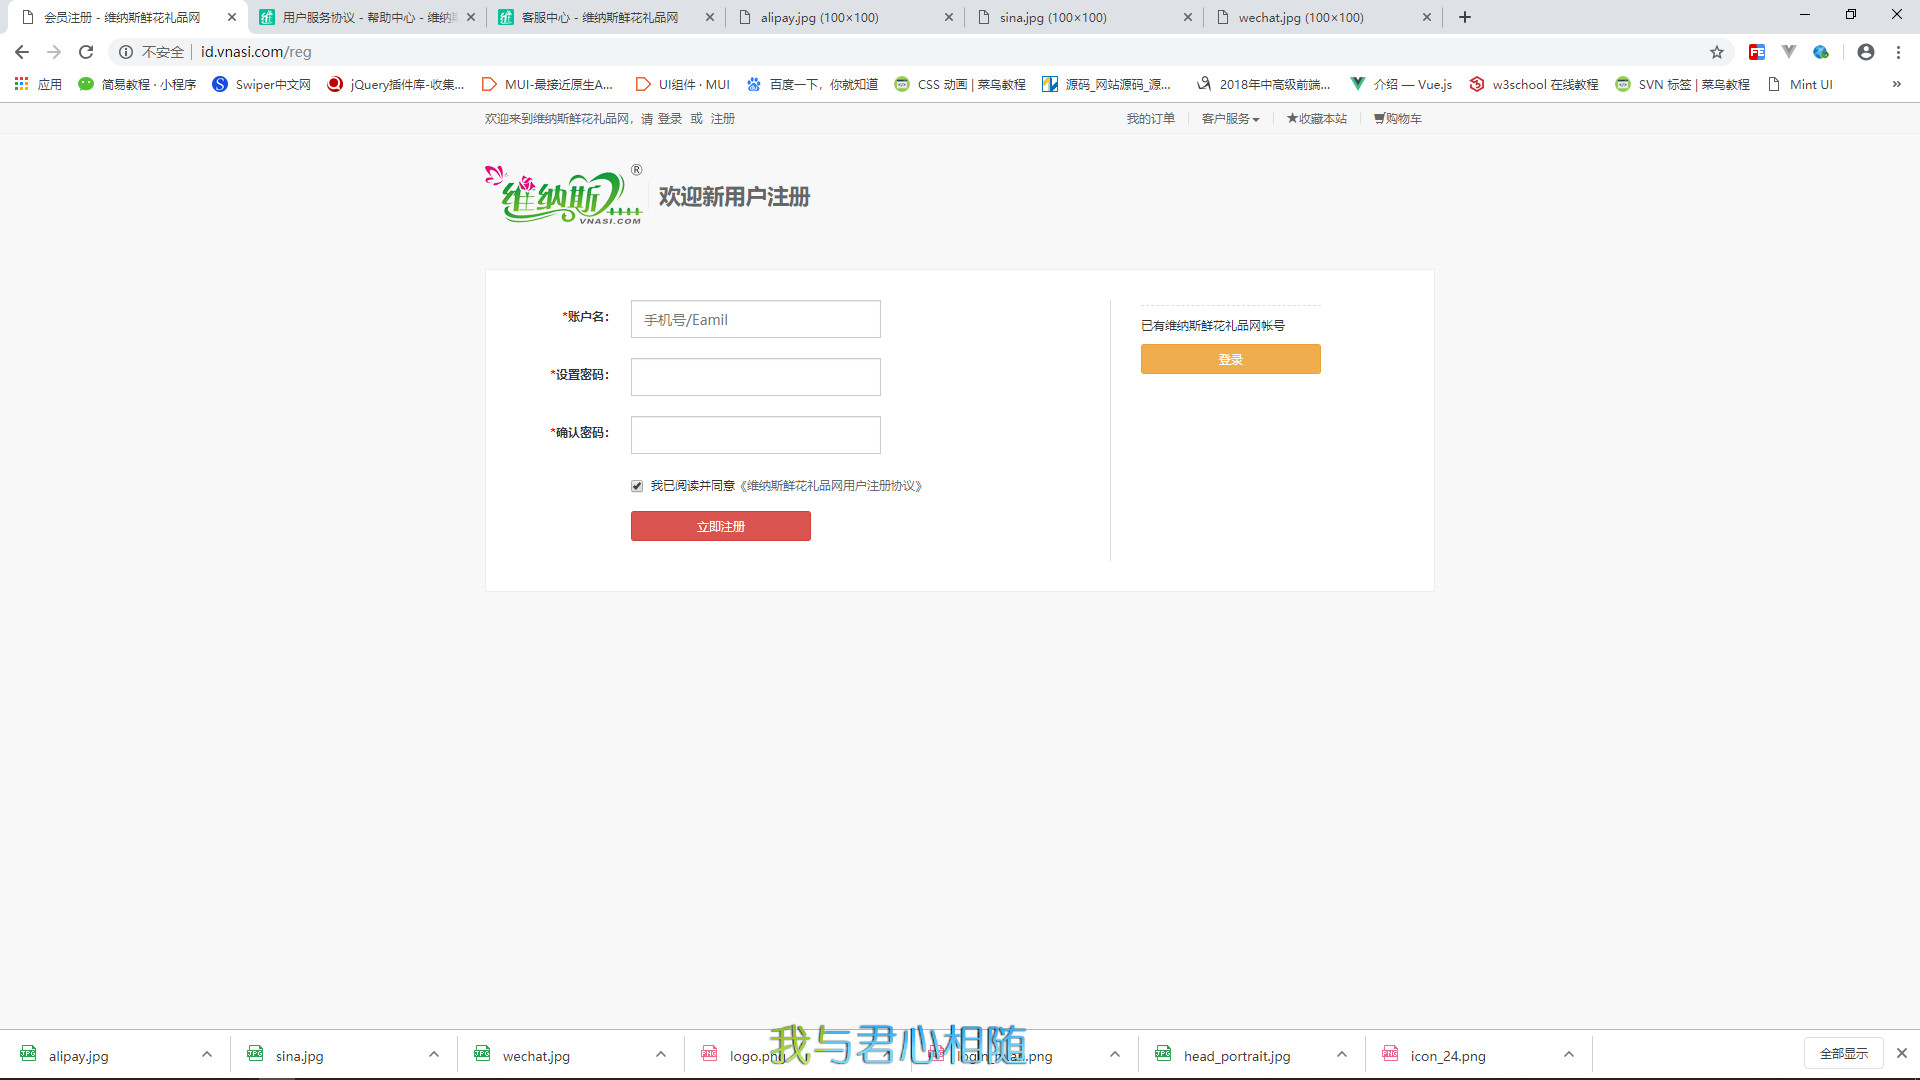 会员注册 - 维纳斯鲜花礼品网
用户服务协议 - 帮助中心 - 维纳
客服中心 - 维纳斯鲜花礼品网
alipay.jpg (100×100)
sina.jpg (100×100)
wechat.jpg (100×100)
不安全
id.vnasi.com/reg
应用
简易教程 · 小程序
Swiper中文网
jQuery插件库-收集...
MUI-最接近原生A...
UI组件 · MUI
百度一下，你就知道
CSS 动画 | 菜鸟教程
源码_网站源码_源...
2018年中高级前端...
介绍 — Vue.js
w3school 在线教程
SVN 标签 | 菜鸟教程
Mint UI
»
欢迎来到维纳斯鲜花礼品网，请 登录 或 注册
我的订单
客户服务
★收藏本站
购物车
维纳斯®
VNASI.COM
欢迎新用户注册
*账户名：
手机号/Eamil
*设置密码：
*确认密码：
我已阅读并同意《维纳斯鲜花礼品网用户注册协议》
立即注册
已有维纳斯鲜花礼品网帐号
登录
我与君心相随
alipay.jpg
sina.jpg
wechat.jpg
head_portrait.jpg
icon_24.png
全部显示